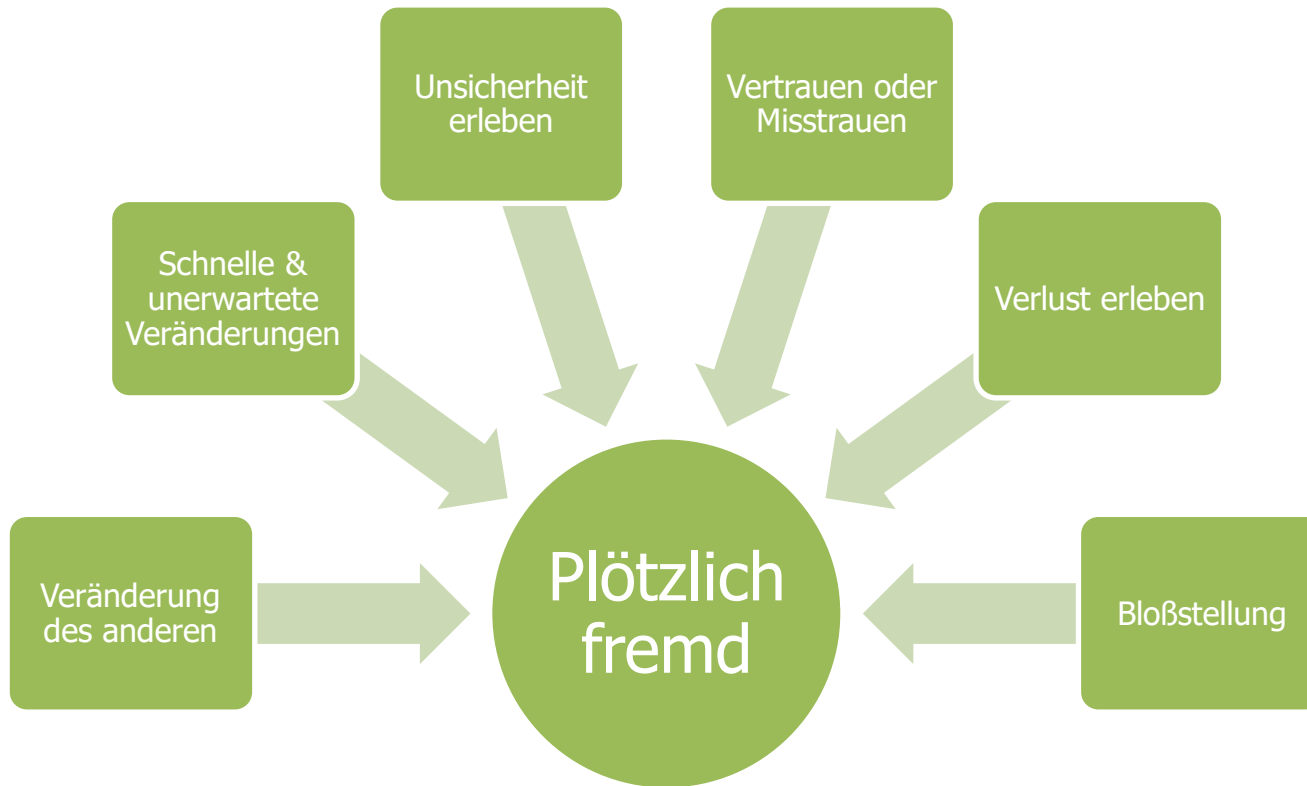 Unsicherheit
erleben
Vertrauen oder
Misstrauen
Schnelle &
unerwartete
Veränderungen
Verlust erleben
Veränderung
des anderen
Plötzlich
fremd
Bloßstellung